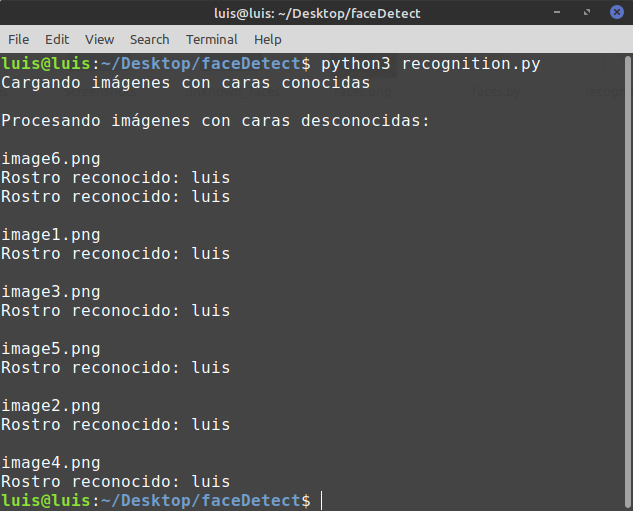 luis@luis: ~/Desktop/faceDetect
File Edit View Search Terminal Help
luis@luis:~/Desktop/faceDetect$ python3 recognition.py
Cargando imágenes con caras conocidas
Procesando imágenes con caras desconocidas:
image6.png
Rostro reconocido: luis
Rostro reconocido: luis
image1.png
Rostro reconocido: luis
image3.png
Rostro reconocido: luis
image5.png
Rostro reconocido: luis
image2.png
Rostro reconocido: luis
image4.png
Rostro reconocido: luis
luis@luis:~/Desktop/faceDetect$